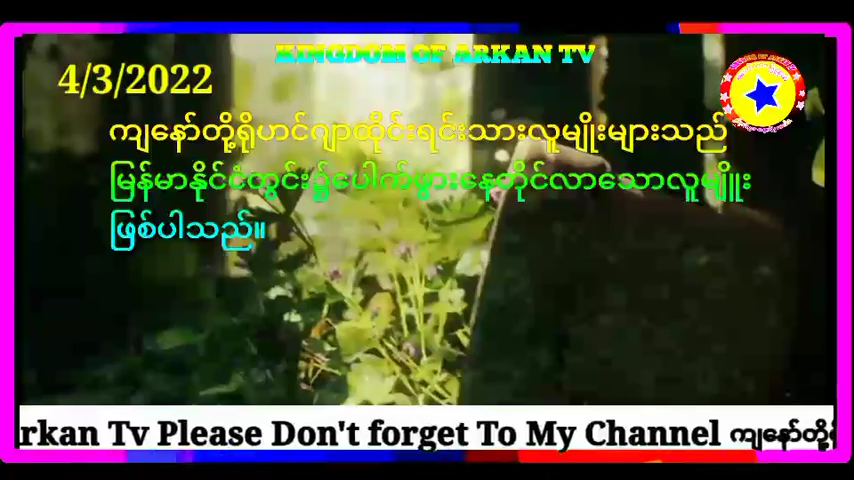 KINGDOM OF ARKAN TV
4/3/2022
ကျနော်တို့ရိုဟင်ဂျာထိုင်းရင်းသားလူမျိုးများသည်
မြန်မာနိုင်ငံတွင်း၌ပေါက်ဖွားနေတိုင်လာသောလူမျိူး
ဖြစ်ပါသည်။
rkan Tv Please Don't forget To My Channel ကျနော်တို့